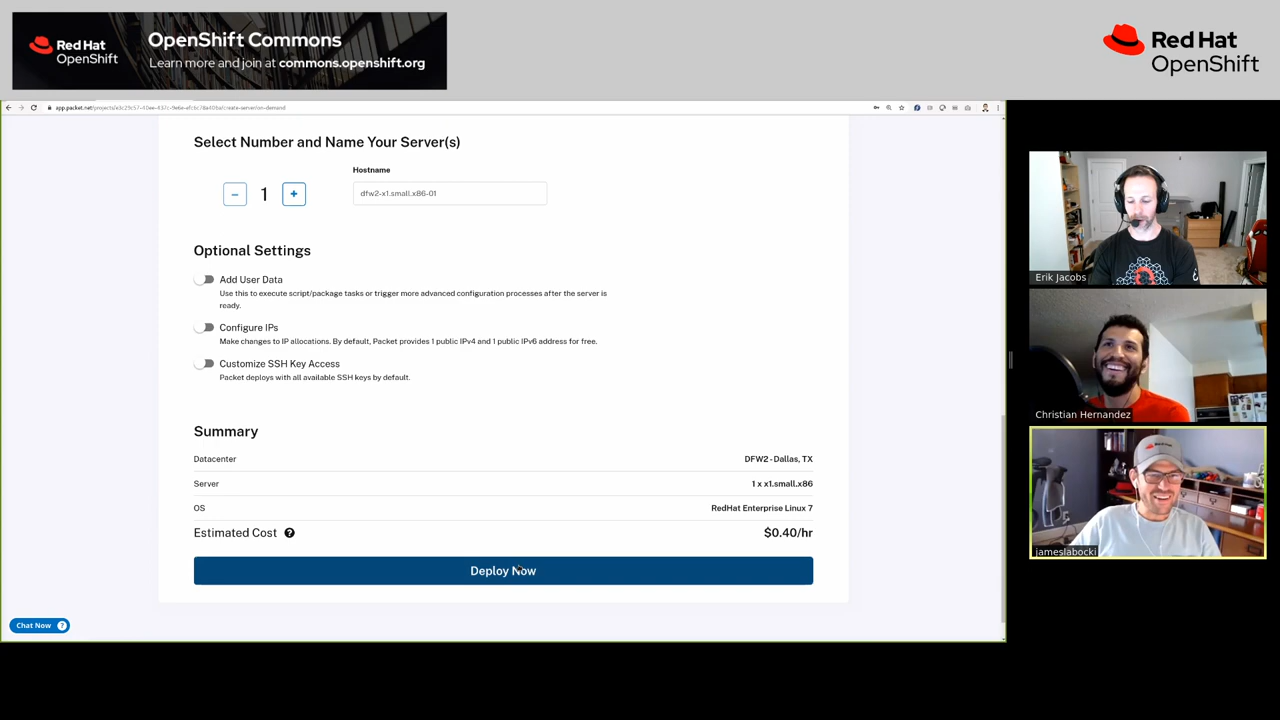 Red Hat
OpenShift
OpenShift Commons
Learn more and join at commons.openshift.org
Red Hat
OpenShift
Select Number and Name Your Server(s)
Hostname
1
dfw2-x1.small.x86-01
Optional Settings
Add User Data
Use this to execute script/package tasks or trigger more advanced configuration processes after the server is
ready.
Configure IPs
Make changes to IP allocations. By default, Packet provides 1 public IPv4 and 1 public IPv6 address for free.
Customize SSH Key Access
Packet deploys with all available SSH keys by default.
Summary
Datacenter DFW2 - Dallas, TX
Server 1 x x1.small.x86
OS RedHat Enterprise Linux 7
Estimated Cost ? $0.40/hr
Deploy Now
Chat Now ?
Erik Jacobs
Christian Hernandez
jameslabocki